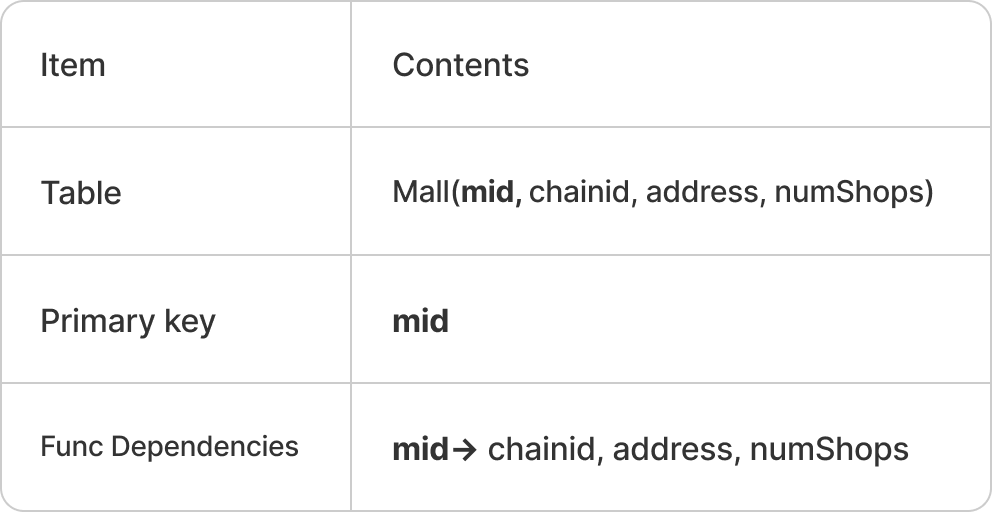 Item Contents
Table Mall(mid, chainid, address, numShops)
Primary key mid
Func Dependencies mid→ chainid, address, numShops